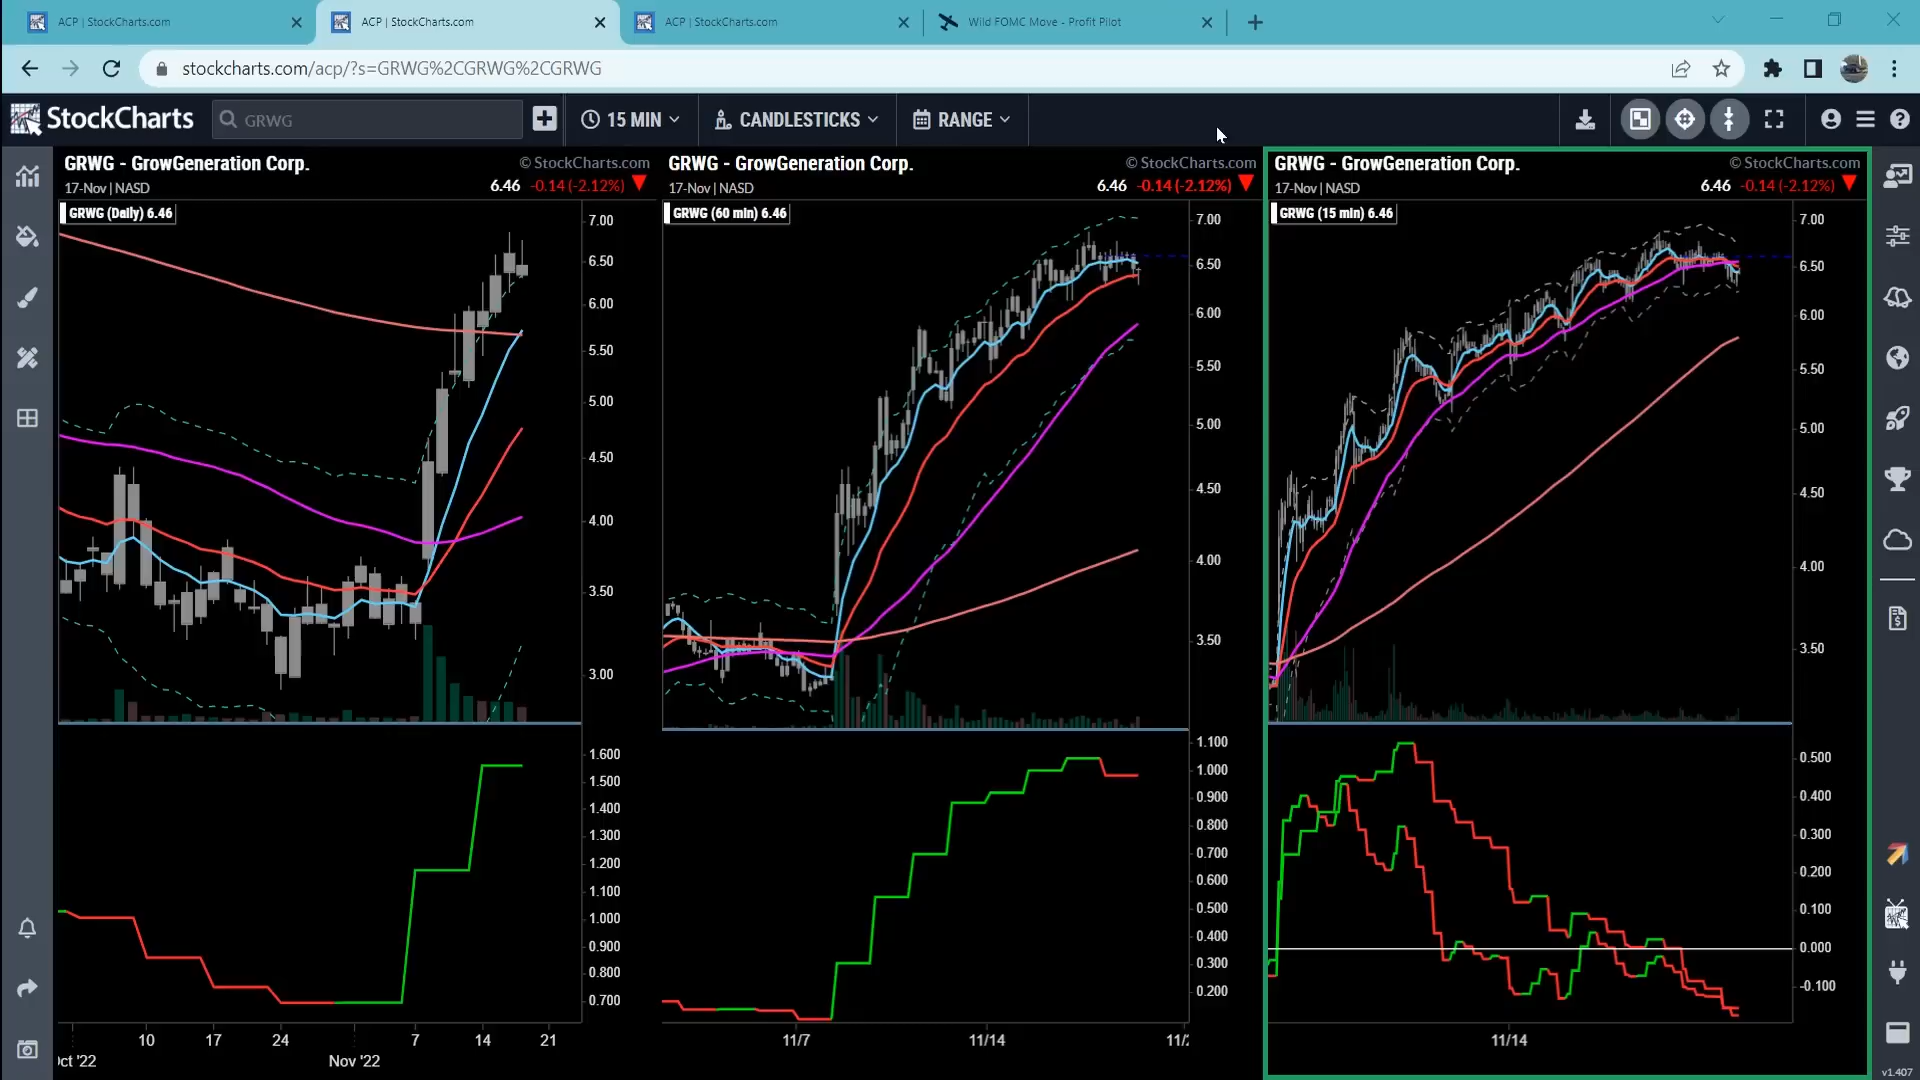 ACP | StockCharts.com
ACP | StockCharts.com
ACP | StockCharts.com
Wild FOMC Move - Profit Pilot
stockcharts.com/acp/?s=GRWG%2CGRWG%2CGRWG
StockCharts
GRWG
15 MIN
CANDLESTICKS
RANGE
GRWG - GrowGeneration Corp.
© StockCharts.com
17-Nov | NASD
6.46 -0.14 (-2.12%)
GRWG (Daily) 6.46
7.00
6.50
6.00
5.50
5.00
4.50
4.00
3.50
3.00
1.600
1.500
1.400
1.300
1.200
1.100
1.000
0.900
0.800
0.700
10 17 24 7 14 21
ct '22 Nov '22
GRWG - GrowGeneration Corp.
© StockCharts.com
17-Nov | NASD
6.46 -0.14 (-2.12%)
GRWG (60 min) 6.46
7.00
6.50
6.00
5.50
5.00
4.50
4.00
3.50
1.100
1.000
0.900
0.800
0.700
0.600
0.500
0.400
0.300
0.200
11/7 11/14 11/
GRWG - GrowGeneration Corp.
© StockCharts.com
17-Nov | NASD
6.46 -0.14 (-2.12%)
GRWG (15 min) 6.46
7.00
6.50
6.00
5.50
5.00
4.50
4.00
3.50
0.500
0.400
0.300
0.200
0.100
0.000
-0.100
11/14
v1.407